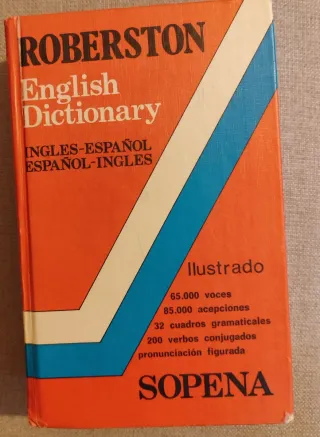 ROBERSTON
English
Dictionary
INGLES-ESPAÑOL
ESPAÑOL-INGLES
Ilustrado
65.000 voces
85.000 acepciones
32 cuadros gramaticales
200 verbos conjugados
pronunciación figurada
SOPENA